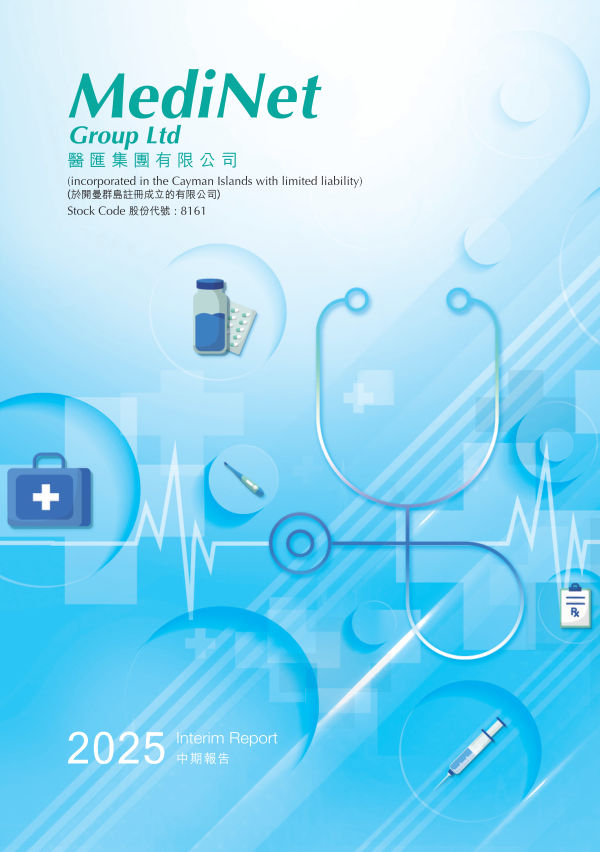 MediNet
Group Ltd
醫匯集團有限公司
(incorporated in the Cayman Islands with limited liability)
(於開曼群島註冊成立的有限公司)
Stock Code 股份代號 : 8161
Rx
2025 Interim Report
中期報告